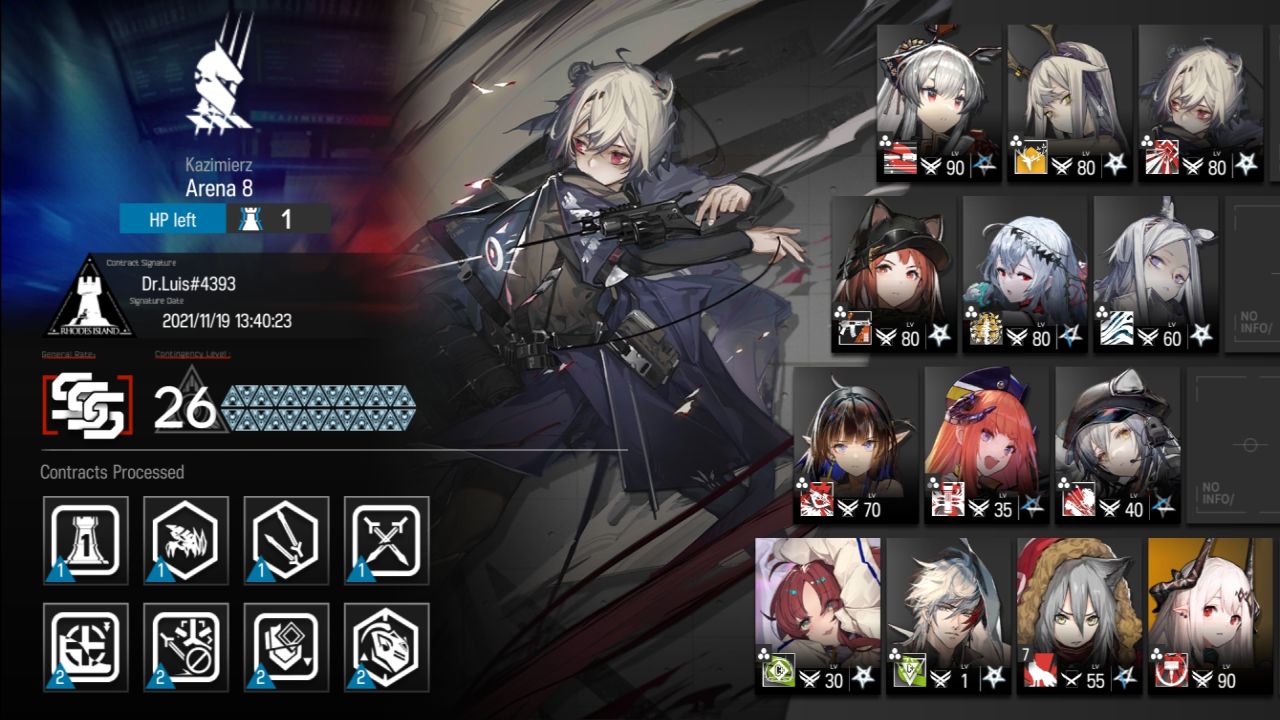 Kazimierz
Arena 8
HP left 1
Contract Signature
Dr.Luis#4393
Signature Date
2021/11/19 13:40:23
RHODES ISLAND
General Rate:
Contingency Level:
SSS
26
Contracts Processed
1 1 1 1
2 2 2 2
LV 90 LV 80 LV 80
LV 80 LV 80 LV 60
NO
INFO/
LV 70 LV 35 LV 40
NO
INFO/
LV 30 LV 1 7 LV 55 LV 90